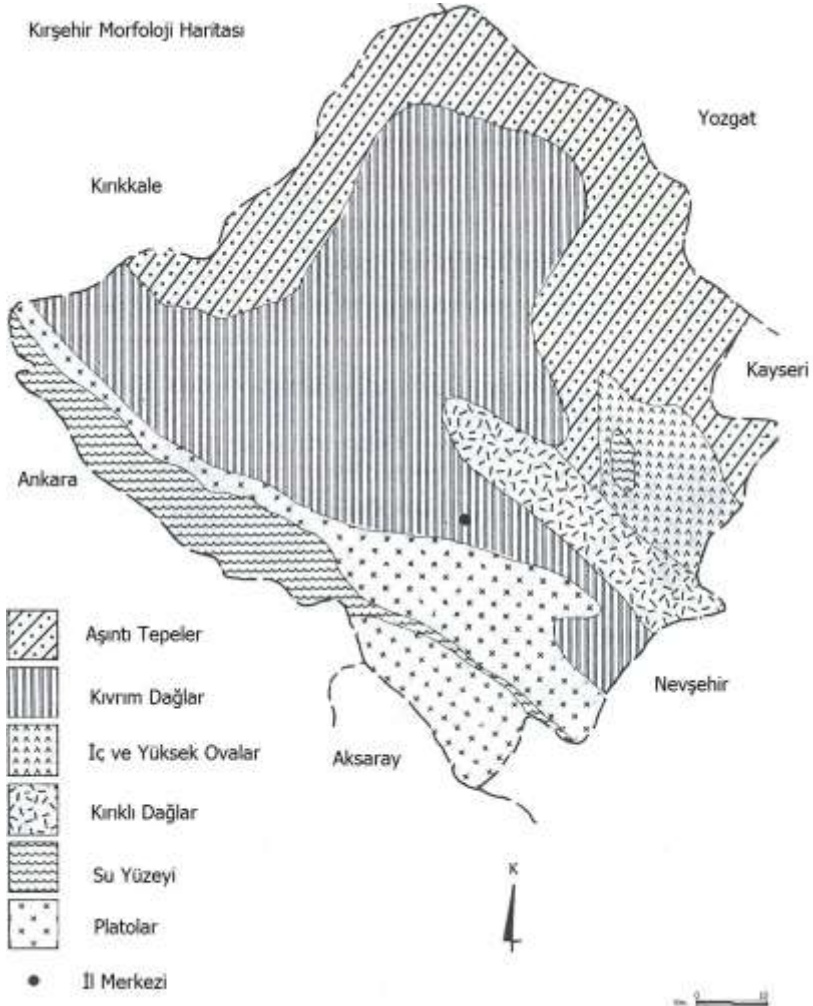 Kırşehir Morfoloji Haritası
Yozgat
Kırıkkale
Kayseri
Ankara
Nevşehir
Aksaray
Aşıntı Tepeler
Kıvrım Dağlar
İç ve Yüksek Ovalar
Kırıklı Dağlar
Su Yüzeyi
Platolar
İl Merkezi
K
0